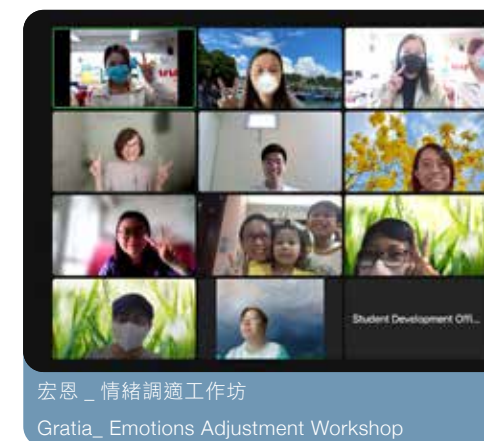 Student Development Offi...
宏恩 _ 情緒調適工作坊
Gratia_ Emotions Adjustment Workshop